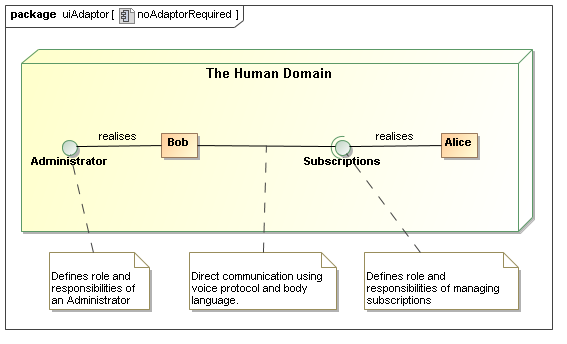 package uiAdaptor [ noAdaptorRequired ]
The Human Domain
realises
realises
Bob
Alice
Administrator
Subscriptions
Defines role and
responsibilities of
an Administrator
Direct communication using
voice protocol and body
language.
Defines role and
responsibilities of managing
subscriptions